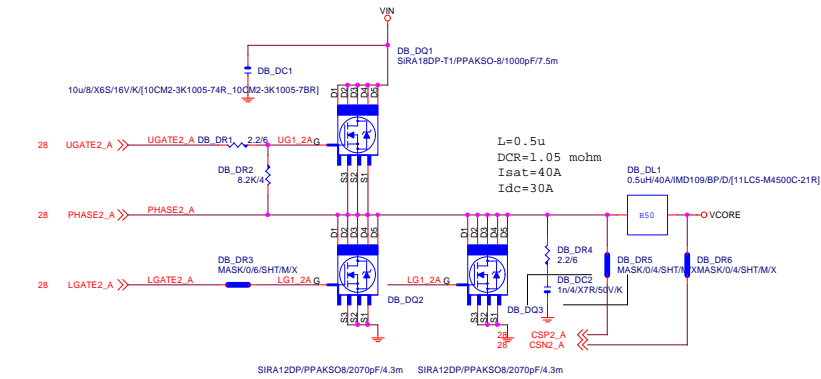 VIN
DB_DQ1
SiRA18DP-T1/PPAKSO-8/1000pF/7.5m
DB_DC1
10u/8/X6S/16V/K/[10CM2-3K1005-74R_10CM2-3K1005-7BR]
D1 D2 D3 D4 D5
28 UGATE2_A UGATE2_A DB_DR1 2.2/6 UG1_2A G
S3 S2 S1
DB_DR2
8.2K/4
L=0.5u
DCR=1.05 mohm
Isat=40A
Idc=30A
DB_DL1
0.5uH/40A/IMD109/BP/D/[11LC5-M4500C-21R]
28 PHASE2_A PHASE2_A R50 VCORE
D1 D2 D3 D4 D5 D1 D2 D3 D4 D5
DB_DR3
MASK/0/6/SHT/M/X
DB_DR4
2.2/6
DB_DR5
MASK/0/4/SHT/M/X
DB_DR6
MASK/0/4/SHT/M/X
28 LGATE2_A LGATE2_A LG1_2A G LG1_2A G
DB_DC2
1n/4/X7R/50V/K
DB_DQ2 DB_DQ3
S3 S2 S1 S3 S2 S1
28 CSP2_A
28 CSN2_A
SIRA12DP/PPAKSO8/2070pF/4.3m SIRA12DP/PPAKSO8/2070pF/4.3m